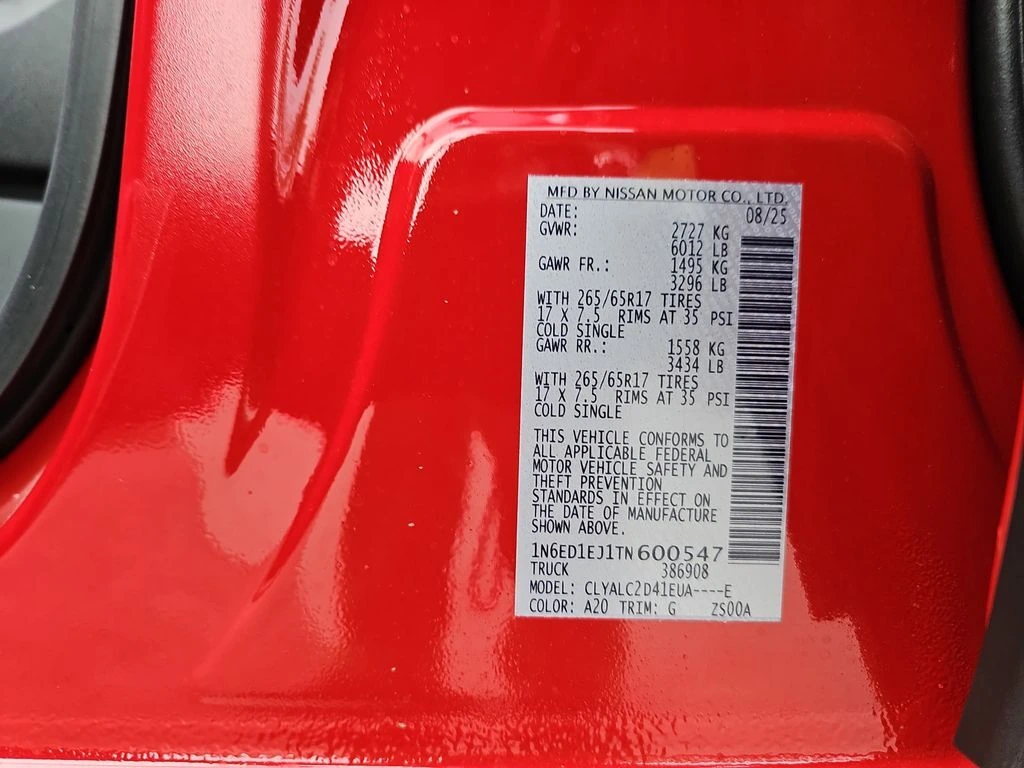 MFD BY NISSAN MOTOR CO., LTD.
DATE: 08/25
GVWR: 2727 KG
6012 LB
GAWR FR.: 1495 KG
3296 LB
WITH 265/65R17 TIRES
17 X 7.5 RIMS AT 35 PSI
COLD SINGLE
GAWR RR.: 1558 KG
3434 LB
WITH 265/65R17 TIRES
17 X 7.5 RIMS AT 35 PSI
COLD SINGLE
THIS VEHICLE CONFORMS TO
ALL APPLICABLE FEDERAL
MOTOR VEHICLE SAFETY AND
THEFT PREVENTION
STANDARDS IN EFFECT ON
THE DATE OF MANUFACTURE
SHOWN ABOVE.
1N6ED1EJ1TN600547
TRUCK 386908
MODEL: CLYALC2D41EUA----E
COLOR: A20 TRIM: G ZS00A